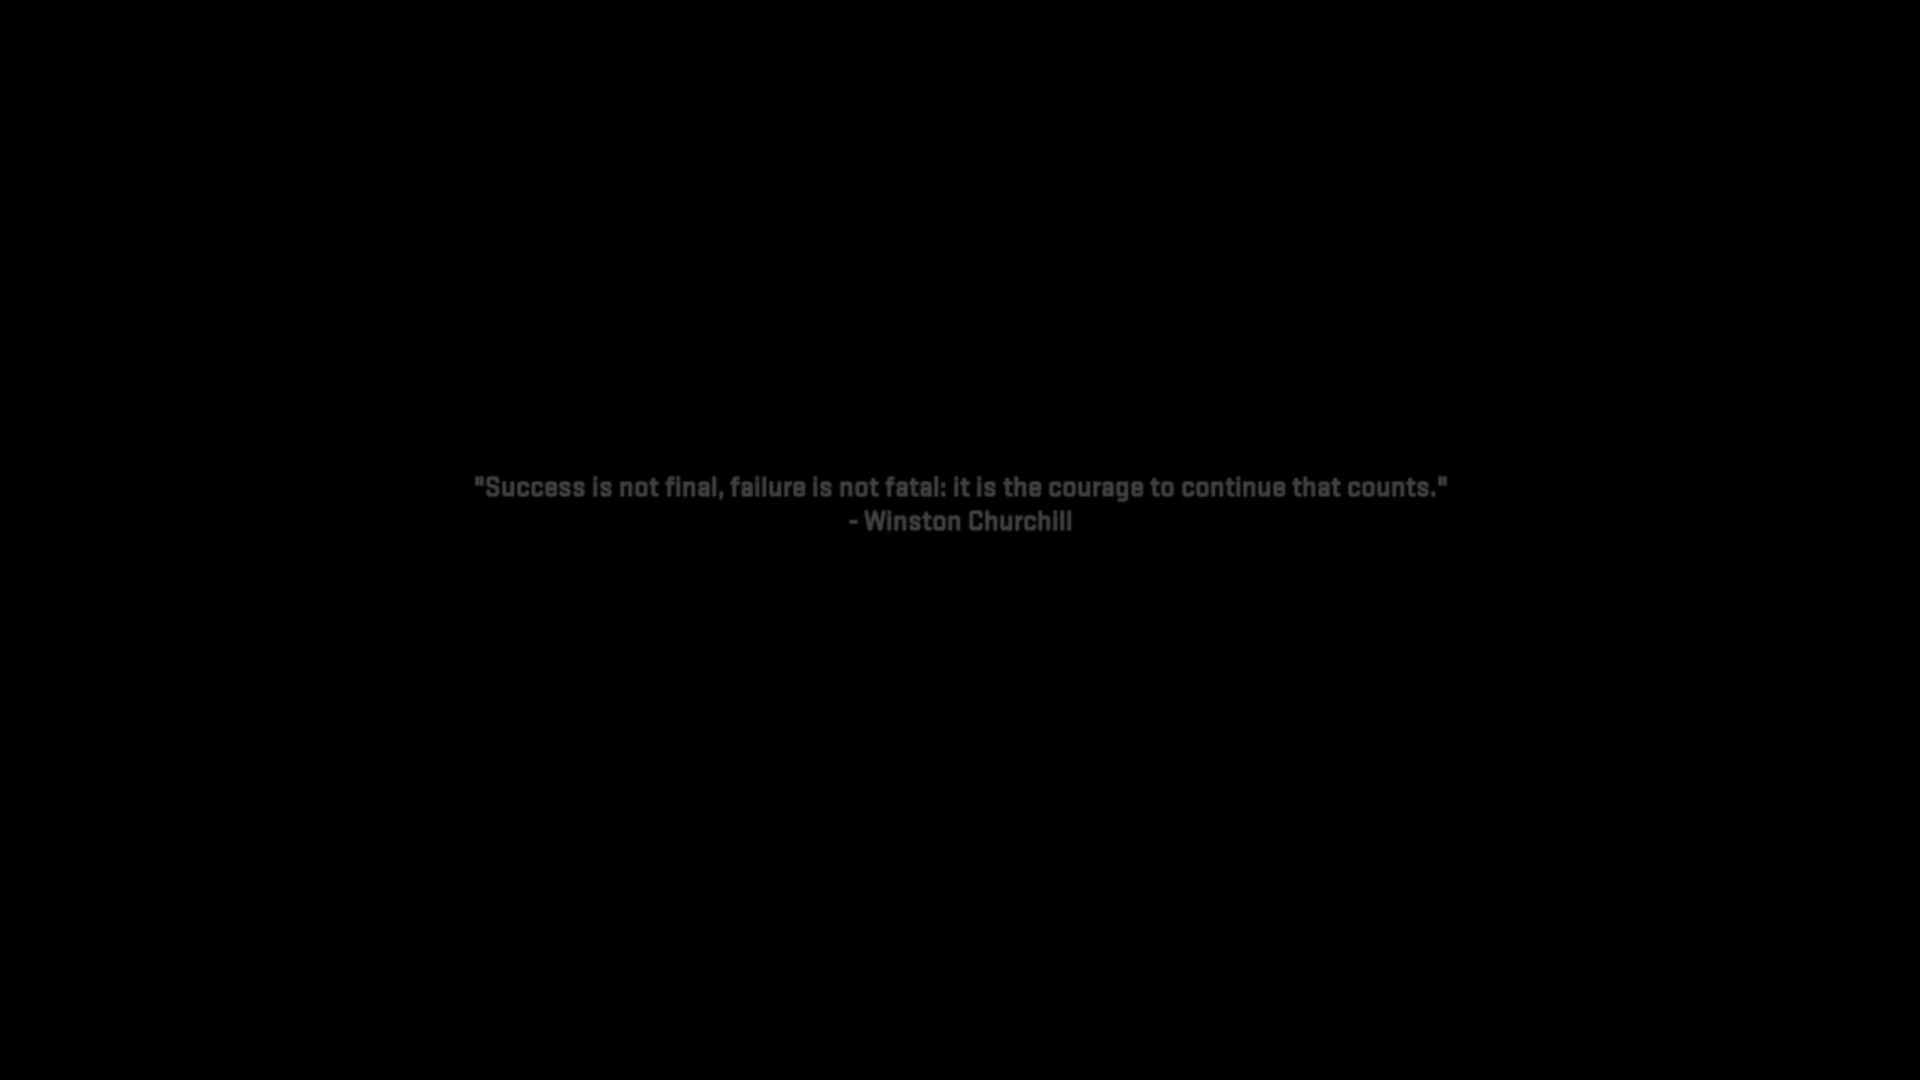 "Success is not final, failure is not fatal: it is the courage to continue that counts."
- Winston Churchill